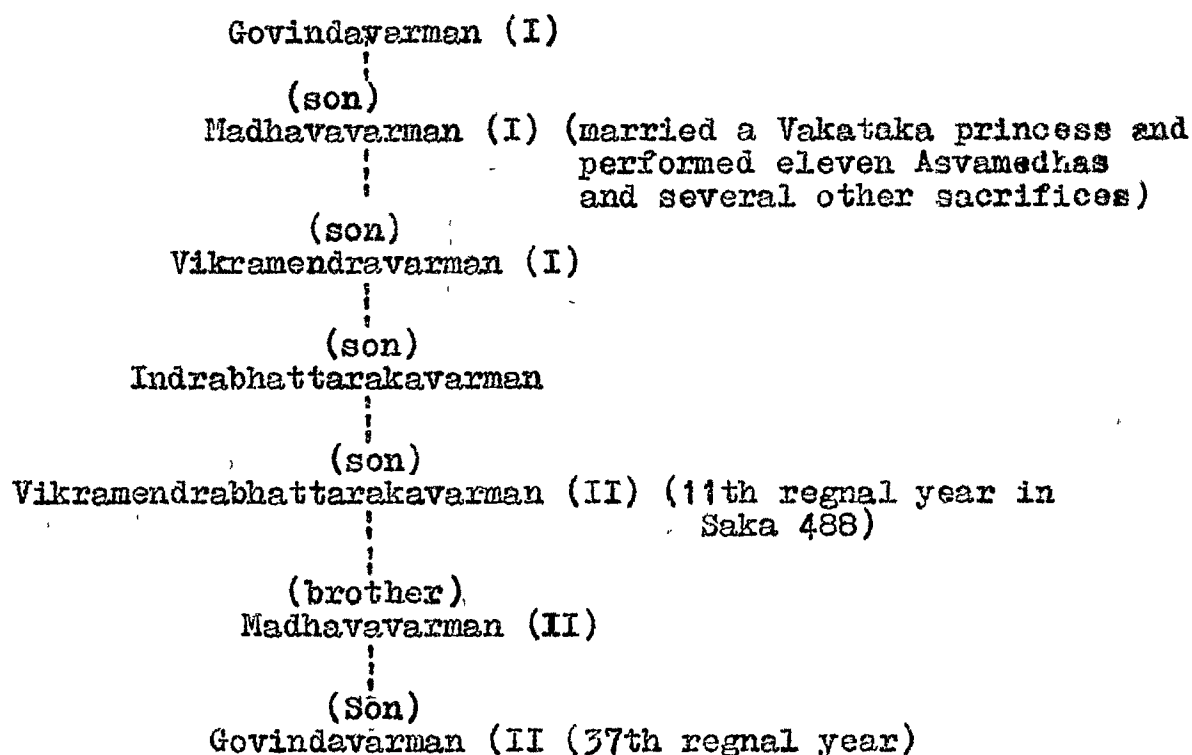 Govindavarman (I)
(son)
Madhavavarman (I) (married a Vakataka princess and
performed eleven Asvamedhas
and several other sacrifices)
(son)
Vikramendravarman (I)
(son)
Indrabhattarakavarman
(son)
Vikramendrabhattarakavarman (II) (11th regnal year in
Saka 488)
(brother)
Madhavavarman (II)
(Son)
Govindavarman (II (37th regnal year)